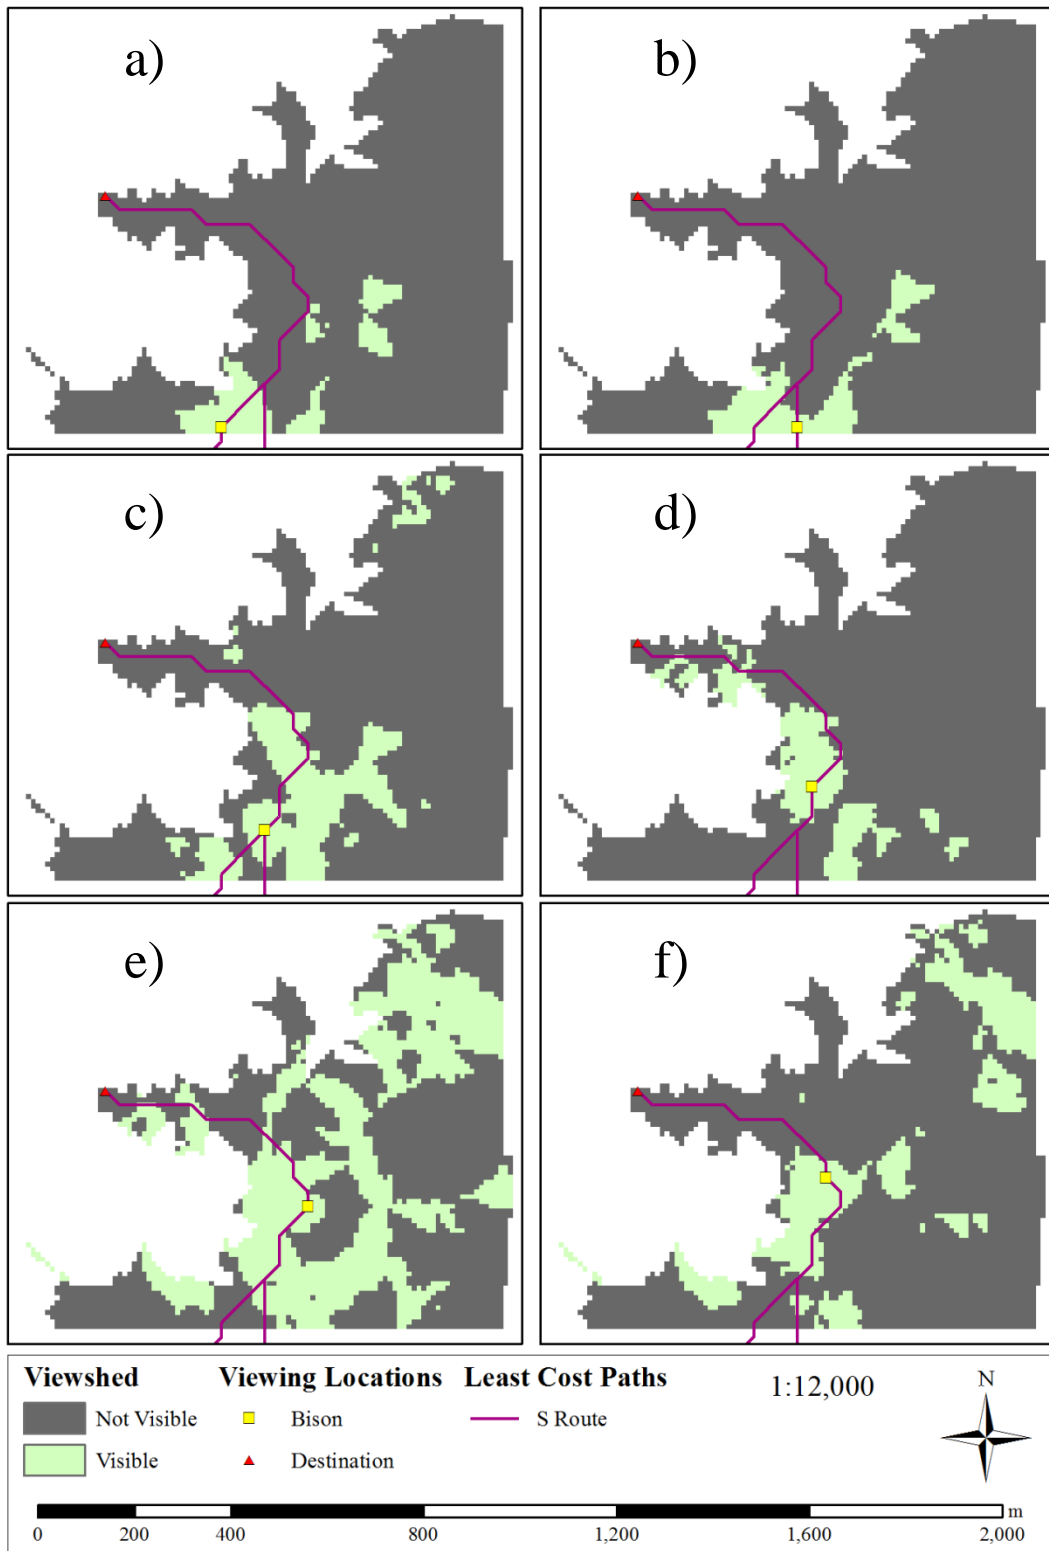 a)
b)
c)
d)
e)
f)
Viewshed Viewing Locations Least Cost Paths 1:12,000 N
Not Visible Bison S Route
Visible Destination
m
0 200 400 800 1,200 1,600 2,000